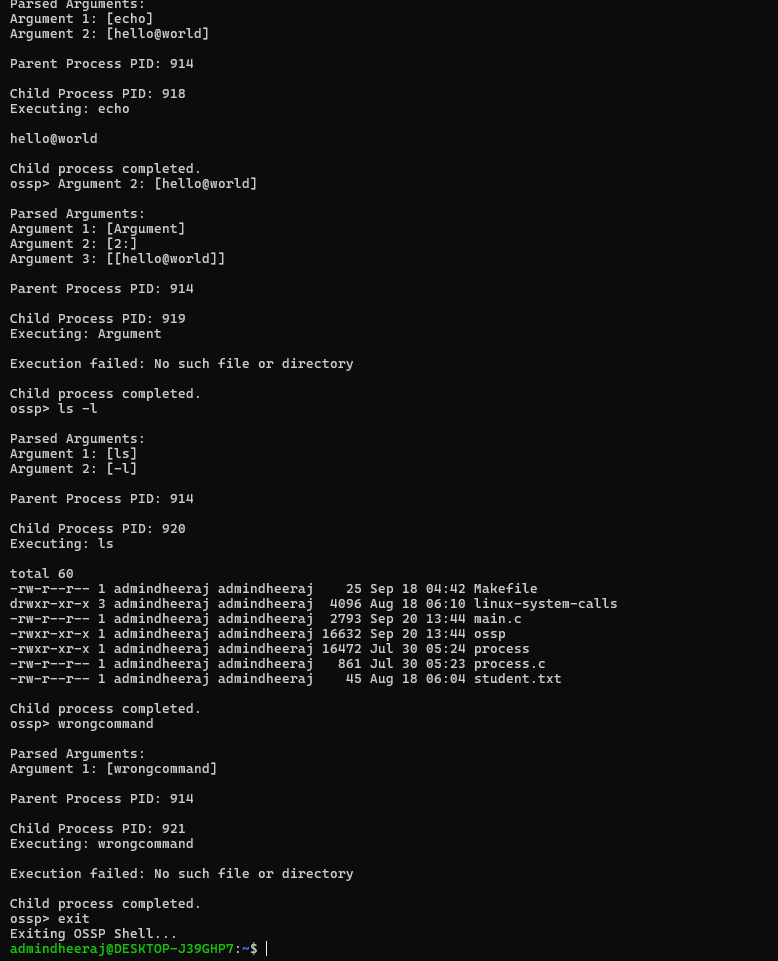 Parsed Arguments:
Argument 1: [echo]
Argument 2: [hello@world]
Parent Process PID: 914
Child Process PID: 918
Executing: echo
hello@world
Child process completed.
ossp> Argument 2: [hello@world]
Parsed Arguments:
Argument 1: [Argument]
Argument 2: [2:]
Argument 3: [[hello@world]]
Parent Process PID: 914
Child Process PID: 919
Executing: Argument
Execution failed: No such file or directory
Child process completed.
ossp> ls -l
Parsed Arguments:
Argument 1: [ls]
Argument 2: [-l]
Parent Process PID: 914
Child Process PID: 920
Executing: ls
total 60
-rw-r--r-- 1 admindheeraj admindheeraj    25 Sep 18 04:42 Makefile
drwxr-xr-x 3 admindheeraj admindheeraj  4096 Aug 18 06:10 linux-system-calls
-rw-r--r-- 1 admindheeraj admindheeraj  2793 Sep 20 13:44 main.c
-rwxr-xr-x 1 admindheeraj admindheeraj 16632 Sep 20 13:44 ossp
-rwxr-xr-x 1 admindheeraj admindheeraj 16472 Jul 30 05:24 process
-rw-r--r-- 1 admindheeraj admindheeraj   861 Jul 30 05:23 process.c
-rw-r--r-- 1 admindheeraj admindheeraj    45 Aug 18 06:04 student.txt
Child process completed.
ossp> wrongcommand
Parsed Arguments:
Argument 1: [wrongcommand]
Parent Process PID: 914
Child Process PID: 921
Executing: wrongcommand
Execution failed: No such file or directory
Child process completed.
ossp> exit
Exiting OSSP Shell...
admindheeraj@DESKTOP-J39GHP7:~$